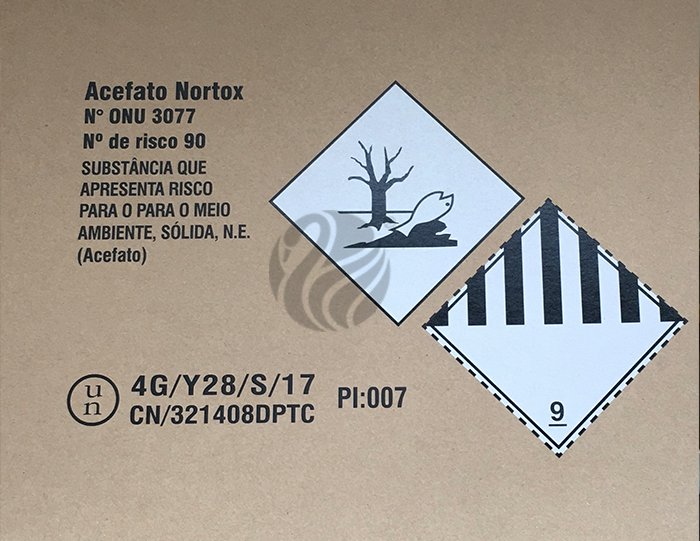 Acefato Nortox
N° ONU 3077
Nº de risco 90
SUBSTÂNCIA QUE
APRESENTA RISCO
PARA O PARA O MEIO
AMBIENTE, SÓLIDA, N.E.
(Acefato)
un
4G/Y28/S/17
CN/321408DPTC
PI:007
9